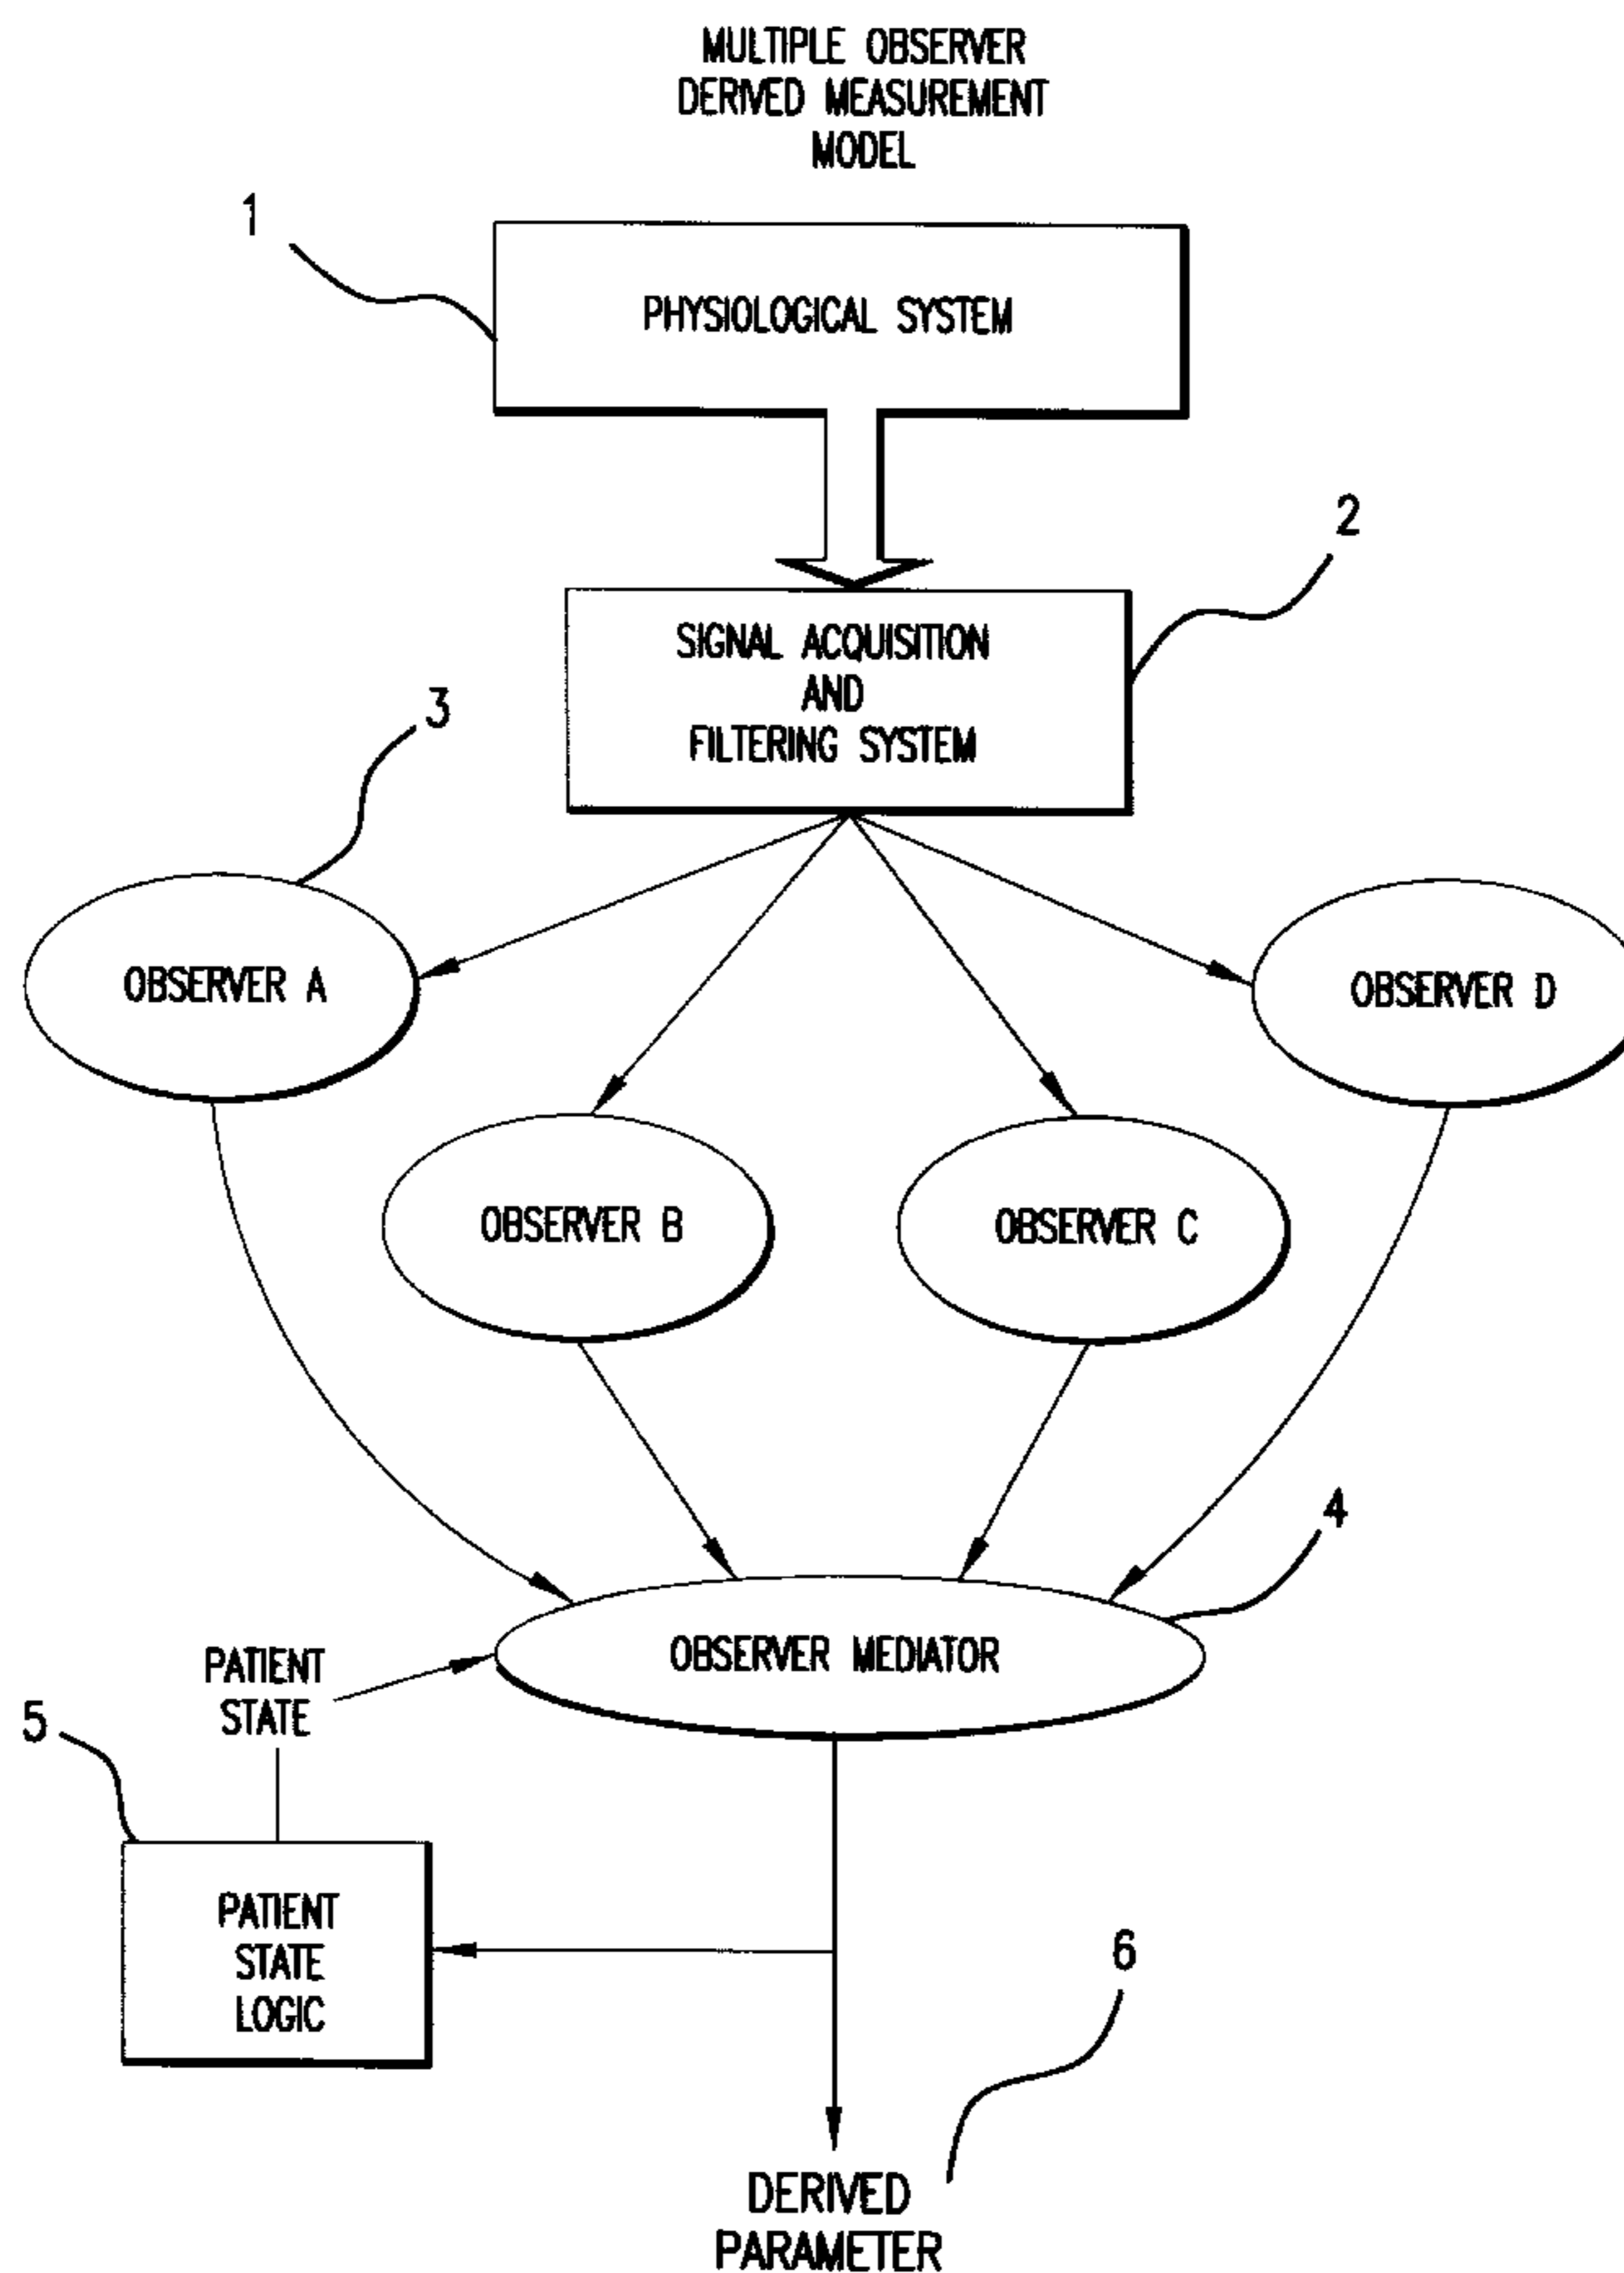 MULTIPLE OBSERVER
DERIVED MEASUREMENT
MODEL
1
PHYSIOLOGICAL SYSTEM
2
SIGNAL ACQUISITION
AND
FILTERING SYSTEM
3
OBSERVER A
OBSERVER D
OBSERVER B
OBSERVER C
4
OBSERVER MEDIATOR
PATIENT
STATE
5
PATIENT
STATE
LOGIC
6
DERIVED
PARAMETER